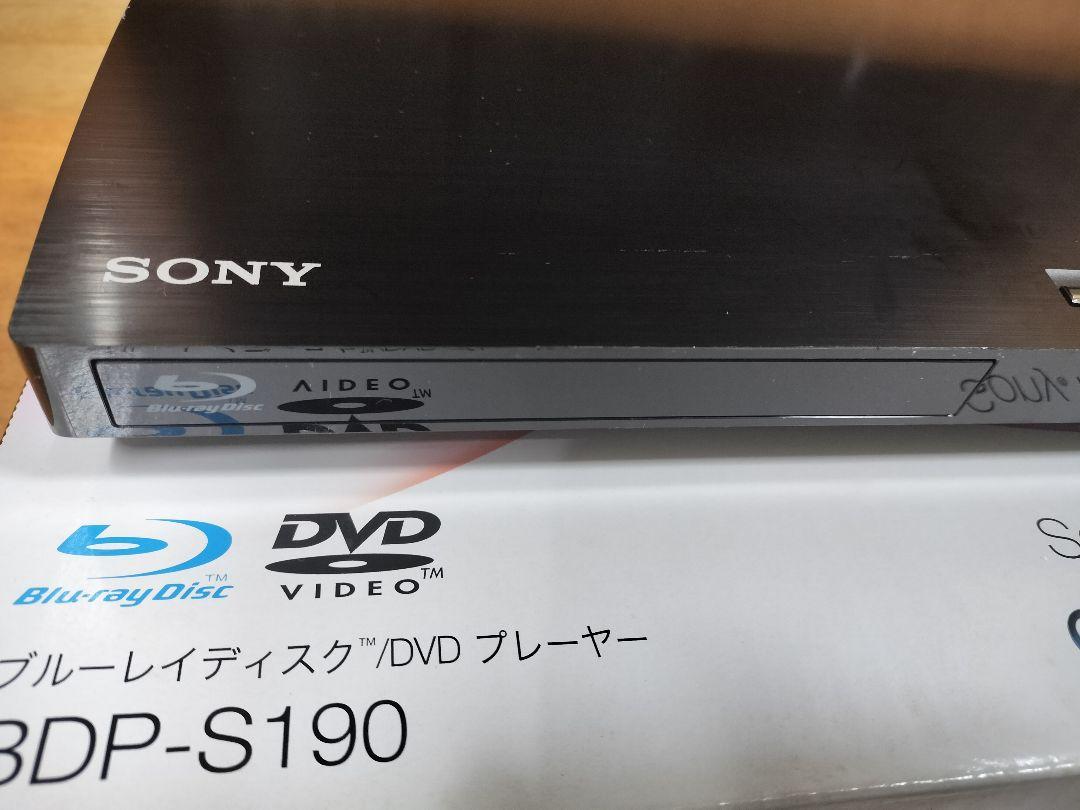 SONY
Blu-ray Disc
Blu-ray Disc™
DVD
VIDEO™
ブルーレイディスク™/DVD プレーヤー
BDP-S190